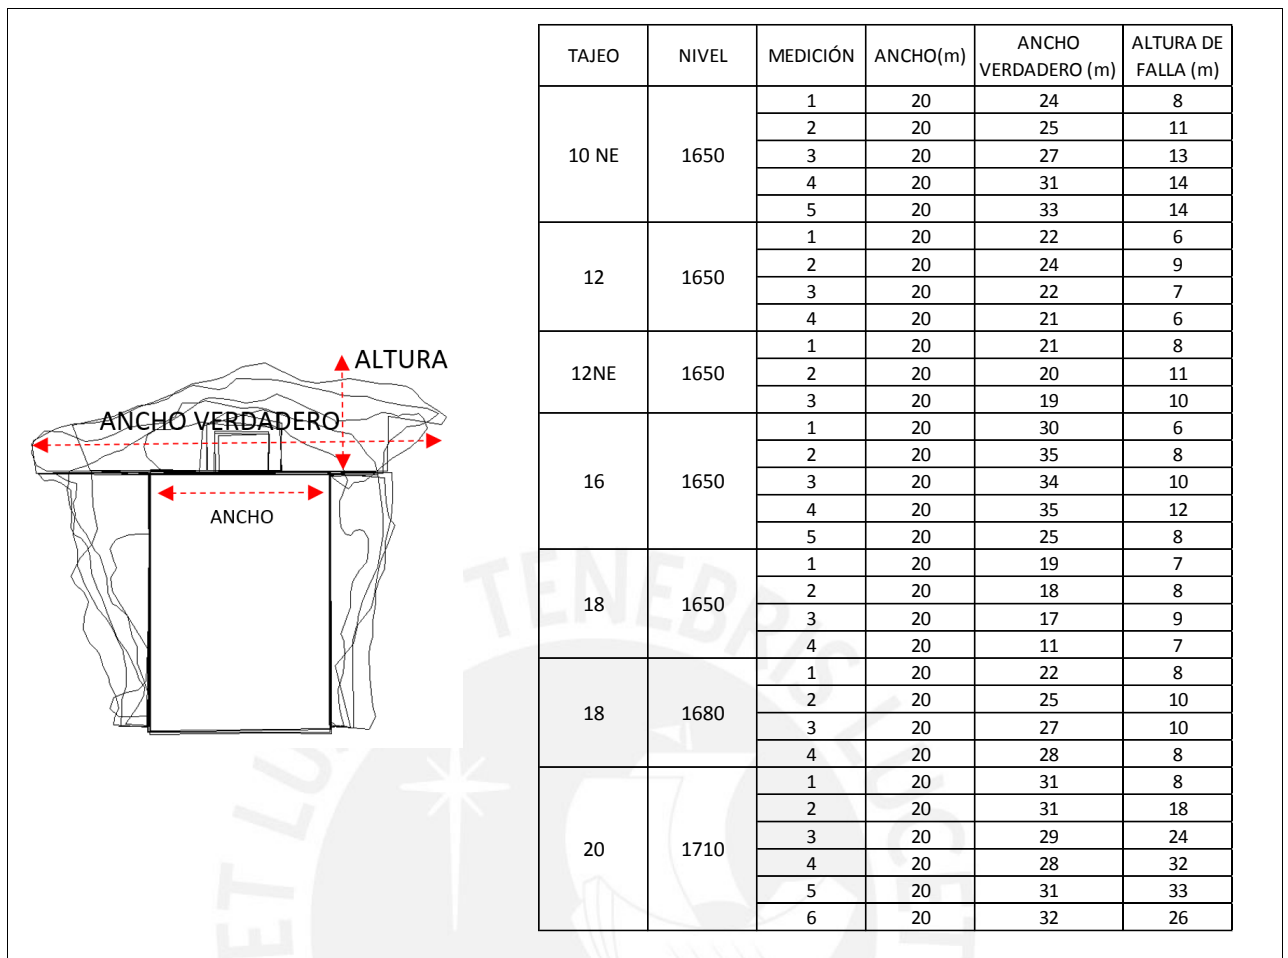 ALTURA
ANCHO VERDADERO
ANCHO
TAJEO NIVEL MEDICIÓN ANCHO(m) ANCHO VERDADERO (m) ALTURA DE FALLA (m)
10 NE 1650 1 20 24 8
2 20 25 11
3 20 27 13
4 20 31 14
5 20 33 14
12 1650 1 20 22 6
2 20 24 9
3 20 22 7
4 20 21 6
12NE 1650 1 20 21 8
2 20 20 11
3 20 19 10
16 1650 1 20 30 6
2 20 35 8
3 20 34 10
4 20 35 12
5 20 25 8
18 1650 1 20 19 7
2 20 18 8
3 20 17 9
4 20 11 7
18 1680 1 20 22 8
2 20 25 10
3 20 27 10
4 20 28 8
20 1710 1 20 31 8
2 20 31 18
3 20 29 24
4 20 28 32
5 20 31 33
6 20 32 26
ET LU
TENEBRIS LUCET